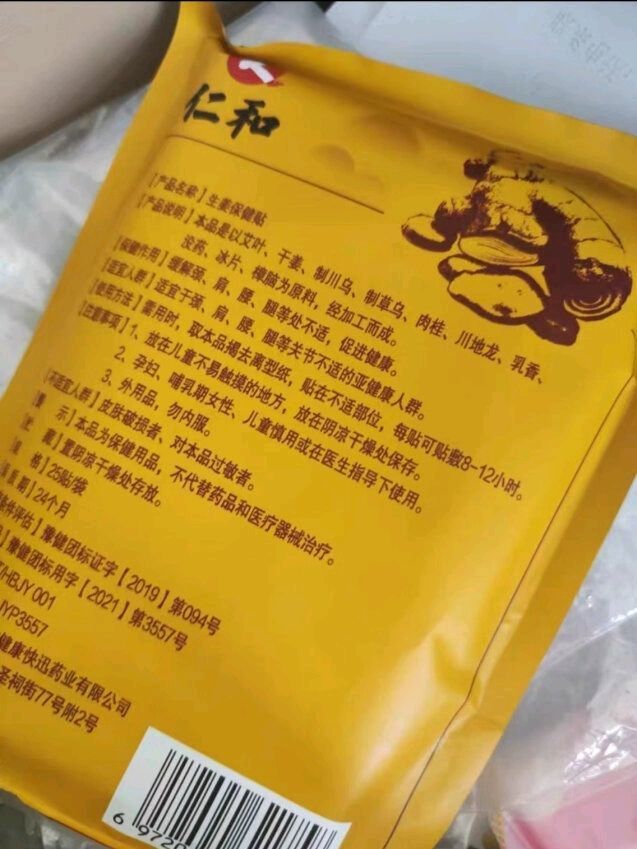 仁和
【产品名称】生姜保健贴
【产品说明】本品是以艾叶、干姜、制川乌、制草乌、肉桂、川地龙、乳香、
没药、冰片、樟脑为原料，经加工而成。
【保健作用】缓解颈、肩、腰、腿等处不适，促进健康。
【适宜人群】适宜于颈、肩、腰、腿等关节不适的亚健康人群。
【使用方法】需用时，取本品揭去离型纸，贴在不适部位，每贴可贴敷8-12小时。
【注意事项】1、放在儿童不易触摸的地方，放在阴凉干燥处保存。
2、孕妇、哺乳期女性、儿童慎用或在医生指导下使用。
3、外用品，勿内服。
【不适宜人群】皮肤破损者、对本品过敏者。
示】本品为保健用品，不代替药品和医疗器械治疗。
藏】置阴凉干燥处存放。
格】25贴/袋
期】24个月
件评估】豫健团标证字【2019】第094号
】豫健团标用字【2021】第3557号
HBJY 001
YP3557
健康快迅药业有限公司
圣祠街77号附2号
6 9720